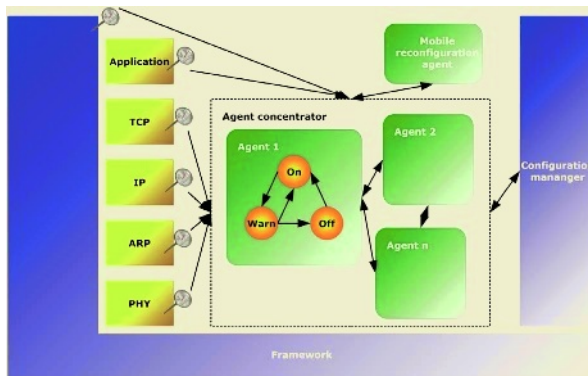 Application
TCP
IP
ARP
PHY
Mobile
reconfiguration
agent
Agent concentrator
Agent 1
On
Warn
Off
Agent 2
Agent n
Configuration
mananger
Framework